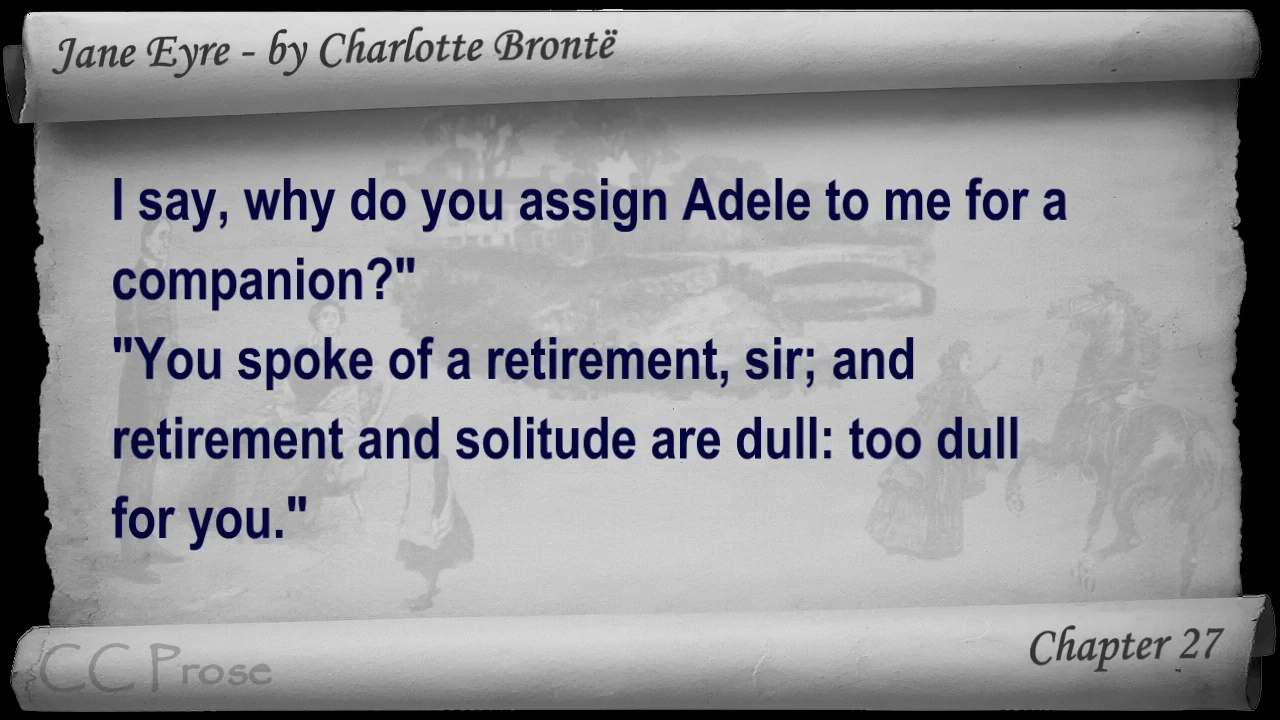 Jane Eyre - by Charlotte Brontë
I say, why do you assign Adele to me for a
companion?"
"You spoke of a retirement, sir; and
retirement and solitude are dull: too dull
for you."
CC Prose
Chapter 27